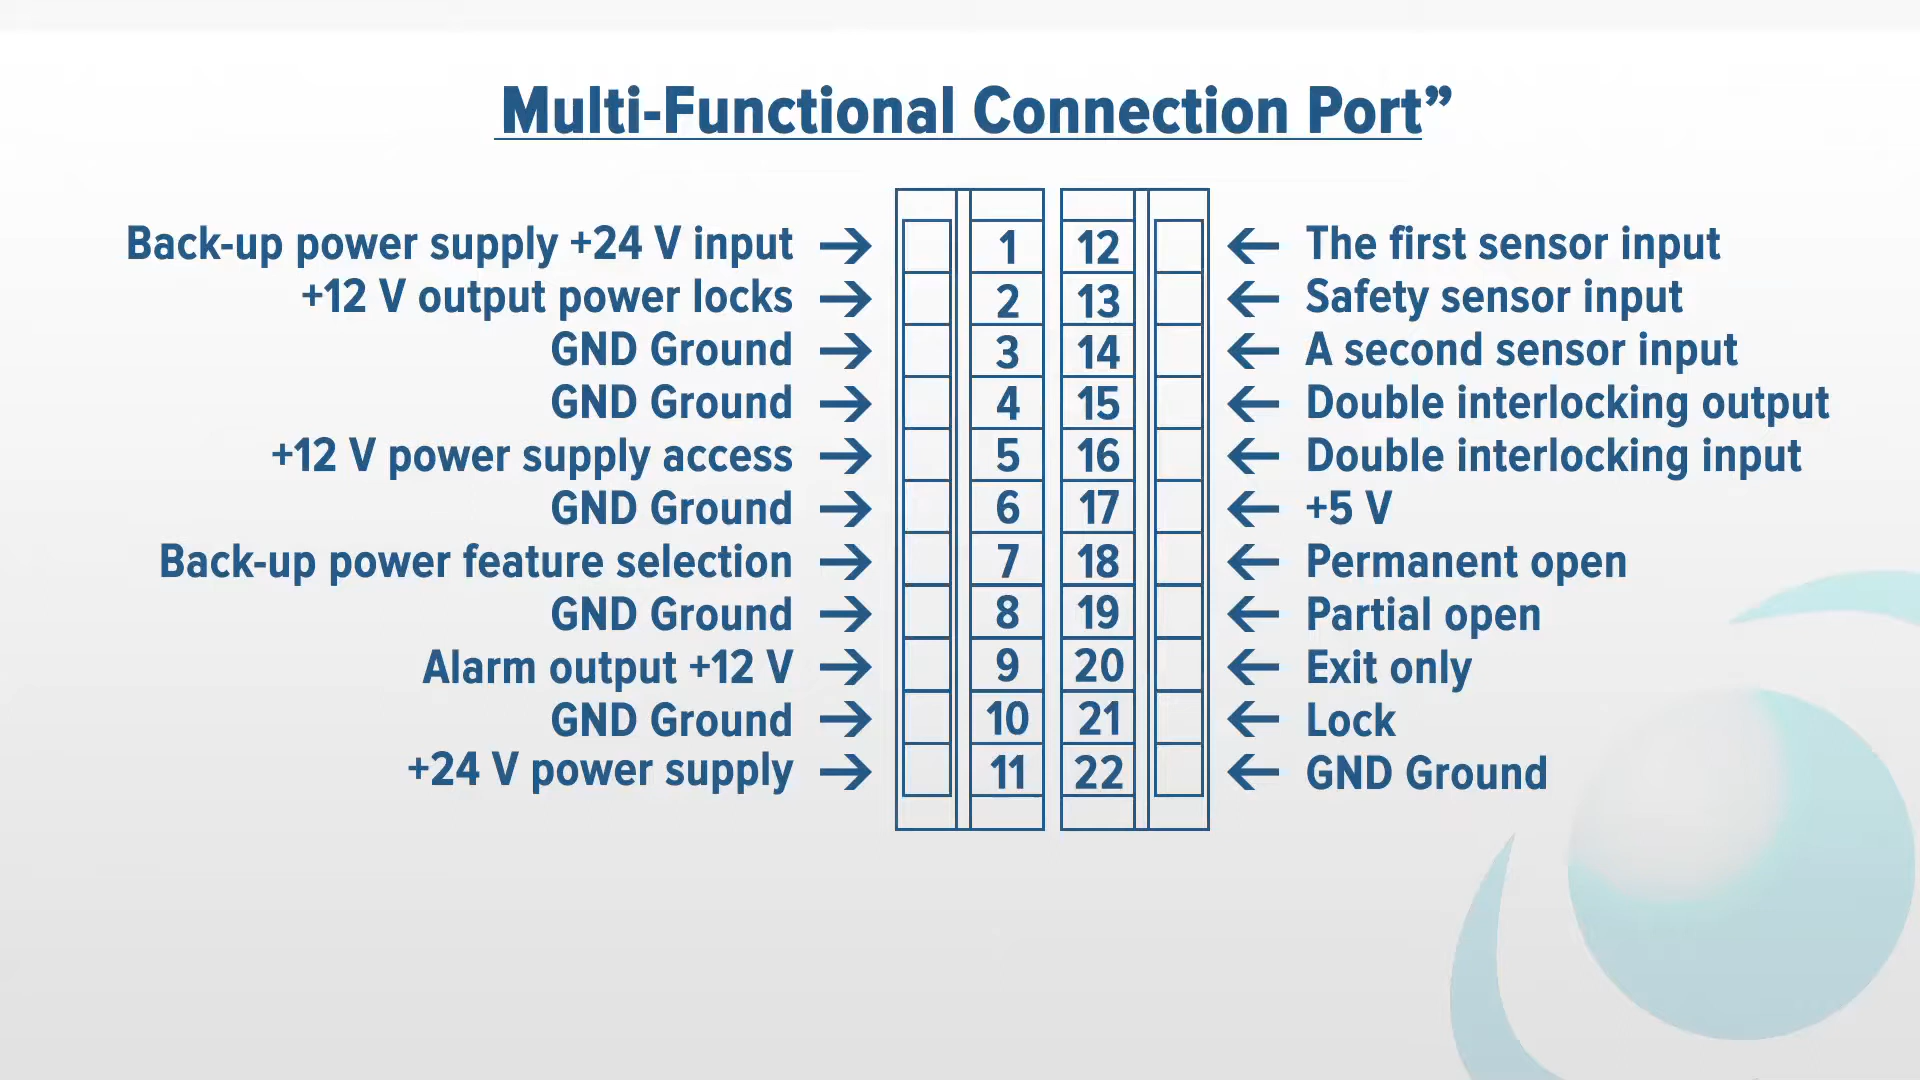 Multi-Functional Connection Port”
Back-up power supply +24 V input → 1 12 ← The first sensor input
+12 V output power locks → 2 13 ← Safety sensor input
GND Ground → 3 14 ← A second sensor input
GND Ground → 4 15 ← Double interlocking output
+12 V power supply access → 5 16 ← Double interlocking input
GND Ground → 6 17 ← +5 V
Back-up power feature selection → 7 18 ← Permanent open
GND Ground → 8 19 ← Partial open
Alarm output +12 V → 9 20 ← Exit only
GND Ground → 10 21 ← Lock
+24 V power supply → 11 22 ← GND Ground